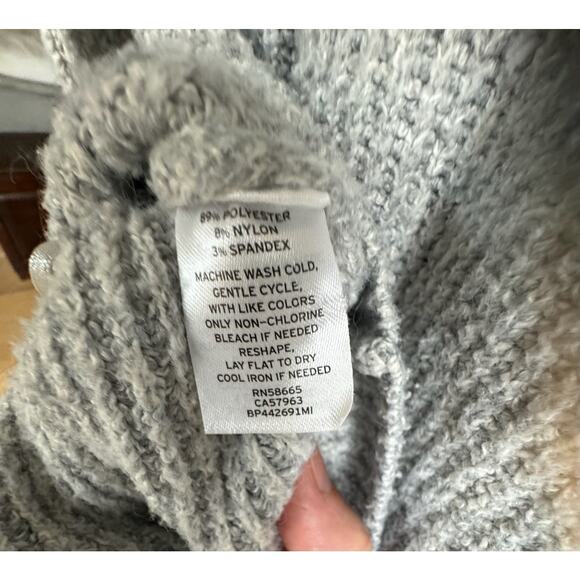 89% POLYESTER
8% NYLON
3% SPANDEX
MACHINE WASH COLD,
GENTLE CYCLE,
WITH LIKE COLORS
ONLY NON-CHLORINE
BLEACH IF NEEDED
RESHAPE,
LAY FLAT TO DRY
COOL IRON IF NEEDED
RN58665
CA57963
BP442691MI